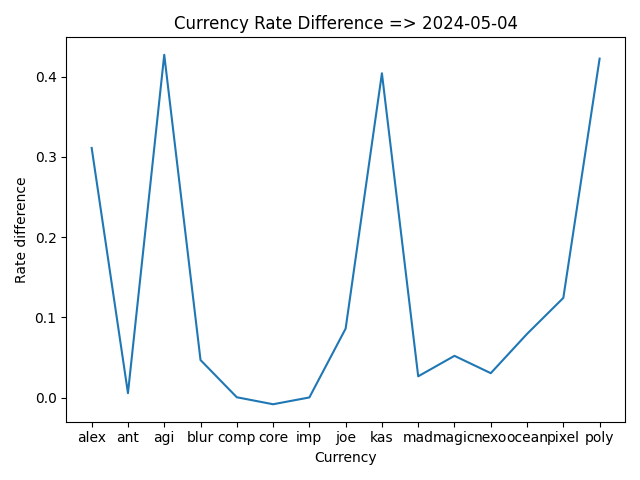 Currency Rate Difference => 2024-05-04
Rate difference
0.4
0.3
0.2
0.1
0.0
alex ant agi blur comp core imp joe kas mad magic nexo ocean pixel poly
Currency